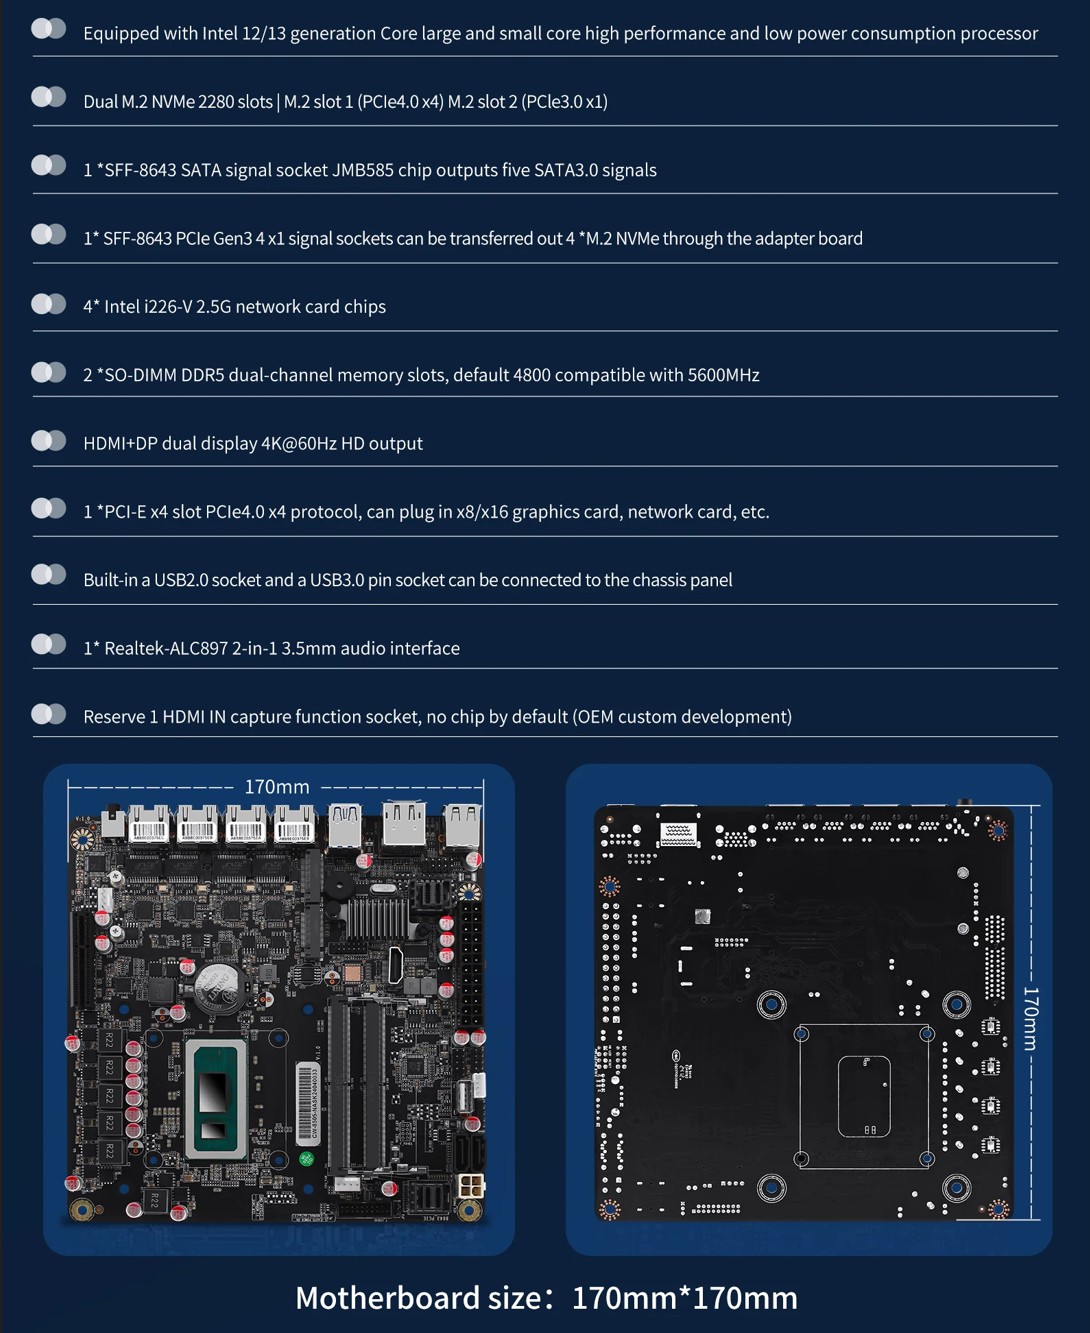 Equipped with Intel 12/13 generation Core large and small core high performance and low power consumption processor
Dual M.2 NVMe 2280 slots | M.2 slot 1 (PCIe4.0 x4) M.2 slot 2 (PCle3.0 x1)
1 *SFF-8643 SATA signal socket JMB585 chip outputs five SATA3.0 signals
1* SFF-8643 PCIe Gen3 4 x1 signal sockets can be transferred out 4 *M.2 NVMe through the adapter board
4* Intel i226-V 2.5G network card chips
2 *SO-DIMM DDR5 dual-channel memory slots, default 4800 compatible with 5600MHz
HDMI+DP dual display 4K@60Hz HD output
1 *PCI-E x4 slot PCIe4.0 x4 protocol, can plug in x8/x16 graphics card, network card, etc.
Built-in a USB2.0 socket and a USB3.0 pin socket can be connected to the chassis panel
1* Realtek-ALC897 2-in-1 3.5mm audio interface
Reserve 1 HDMI IN capture function socket, no chip by default (OEM custom development)
170mm
170mm
R22
R22
R22
R22
R22
R22
Motherboard size： 170mm*170mm